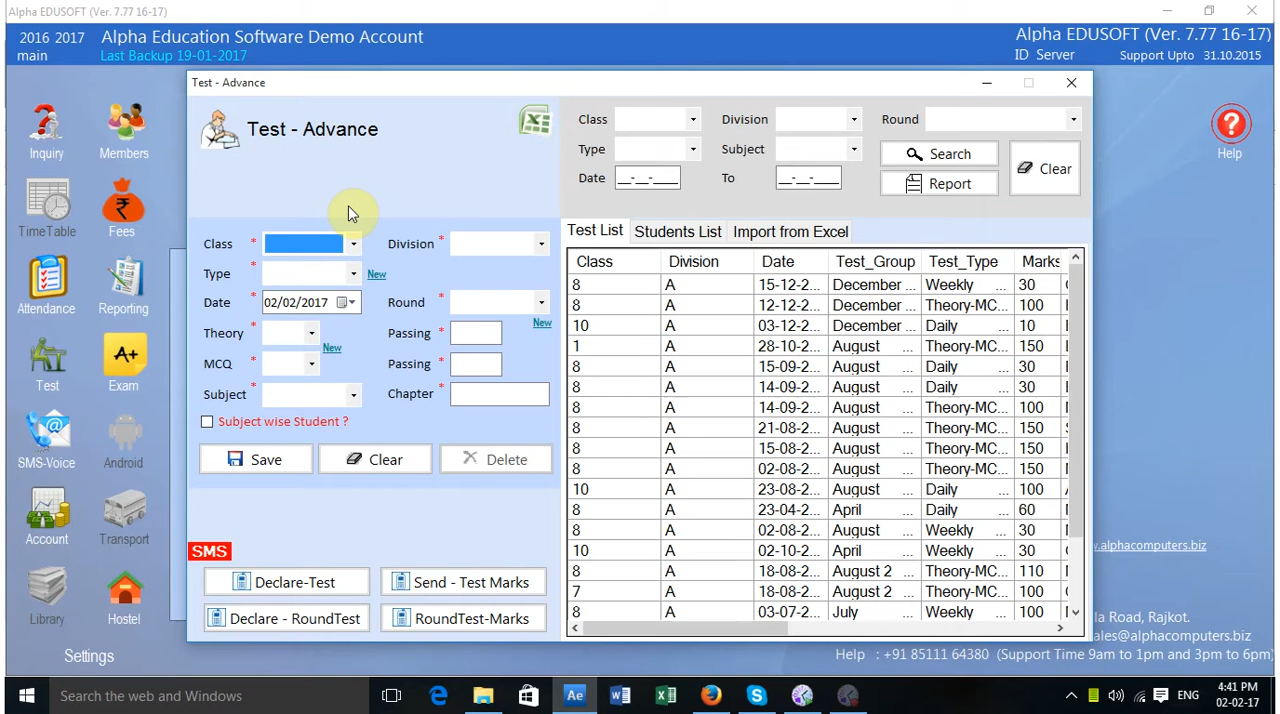 Alpha EDUSOFT (Ver. 7.77 16-17)
2016 2017 Alpha Education Software Demo Account
main Last Backup 19-01-2017
Alpha EDUSOFT (Ver. 7.77 16-17)
ID Server Support Upto 31.10.2015
Inquiry
Members
TimeTable
Fees
Attendance
Reporting
Test
Exam
SMS-Voice
Android
Account
Transport
Library
Hostel
Settings
Help
Test - Advance
Test - Advance
Class * Division *
Type * New
Date * 02/02/2017 Round *
New
Theory * Passing *
New
MCQ * Passing *
Subject * Chapter *
Subject wise Student ?
Save Clear Delete
SMS
Declare-Test Send - Test Marks
Declare - RoundTest RoundTest-Marks
Class Division Round
Type Subject Search Clear
Date __-__-____ To __-__-____ Report
Test List Students List Import from Excel
Class Division Date Test_Group Test_Type Marks
8 A 15-12-2... December ... Weekly ... 30
8 A 12-12-2... December ... Theory-MC... 100
10 A 03-12-2... December ... Daily ... 10
1 A 28-10-2... August ... Theory-MC... 150
8 A 15-09-2... August ... Weekly ... 30
8 A 14-09-2... August ... Daily ... 30
8 A 14-09-2... August ... Theory-MC... 100
8 A 21-08-2... August ... Theory-MC... 150
8 A 15-08-2... August ... Theory-MC... 150
8 A 02-08-2... August ... Theory-MC... 150
10 A 23-08-2... August ... Daily ... 100
8 A 23-04-2... April ... Daily ... 60
8 A 02-08-2... August ... Weekly ... 30
10 A 02-10-2... April ... Weekly ... 30
8 A 18-08-2... August 2 ... Theory-MC... 110
7 A 18-08-2... August 2 ... Theory-MC... 100
8 A 03-07-2... July ... Weekly ... 100
.alphacomputers.biz
la Road, Rajkot.
ales@alphacomputers.biz
Help : +91 85111 64380 (Support Time 9am to 1pm and 3pm to 6pm)
Search the web and Windows
Ae
ENG
4:41 PM
02-02-17